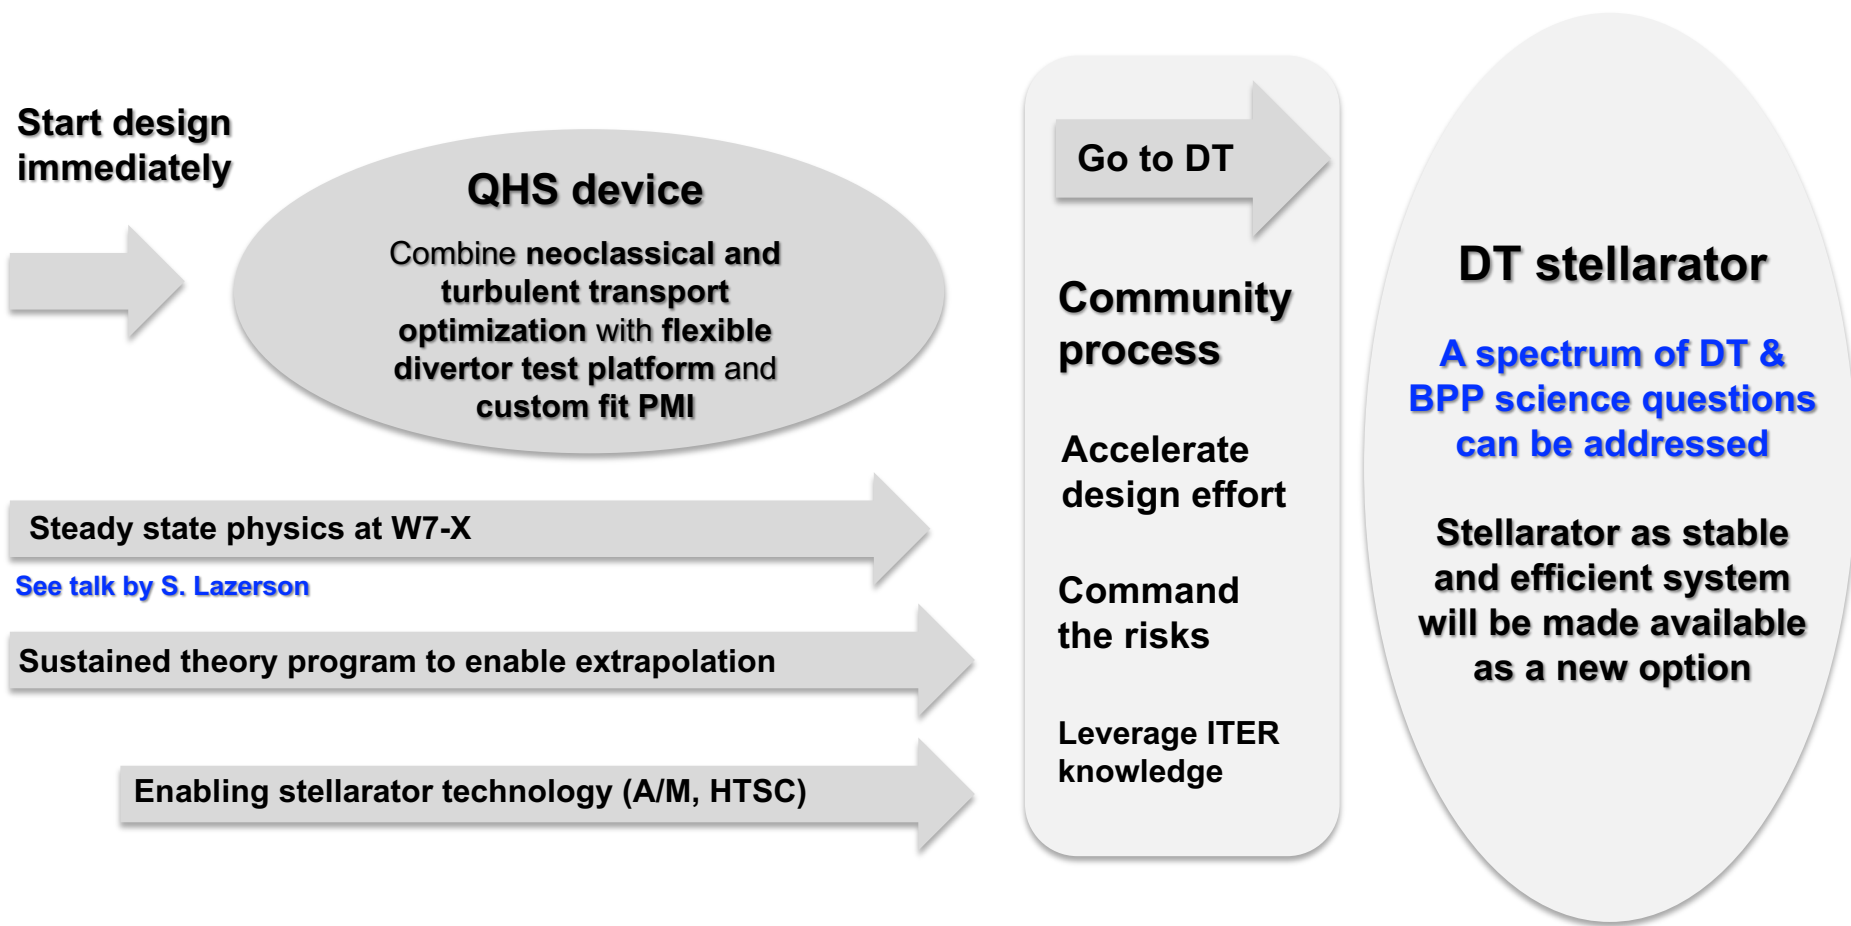 Start design
immediately
QHS device
Combine neoclassical and
turbulent transport
optimization with flexible
divertor test platform and
custom fit PMI
Steady state physics at W7-X
See talk by S. Lazerson
Sustained theory program to enable extrapolation
Enabling stellarator technology (A/M, HTSC)
Go to DT
Community
process
Accelerate
design effort
Command
the risks
Leverage ITER
knowledge
DT stellarator
A spectrum of DT &
BPP science questions
can be addressed
Stellarator as stable
and efficient system
will be made available
as a new option